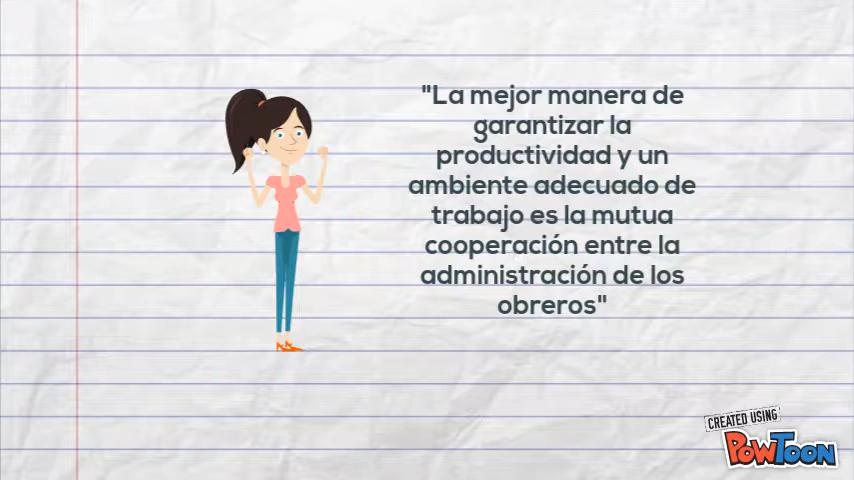 "La mejor manera de
garantizar la
productividad y un
ambiente adecuado de
trabajo es la mutua
cooperación entre la
administración de los
obreros"
CREATED USING
POWTOON